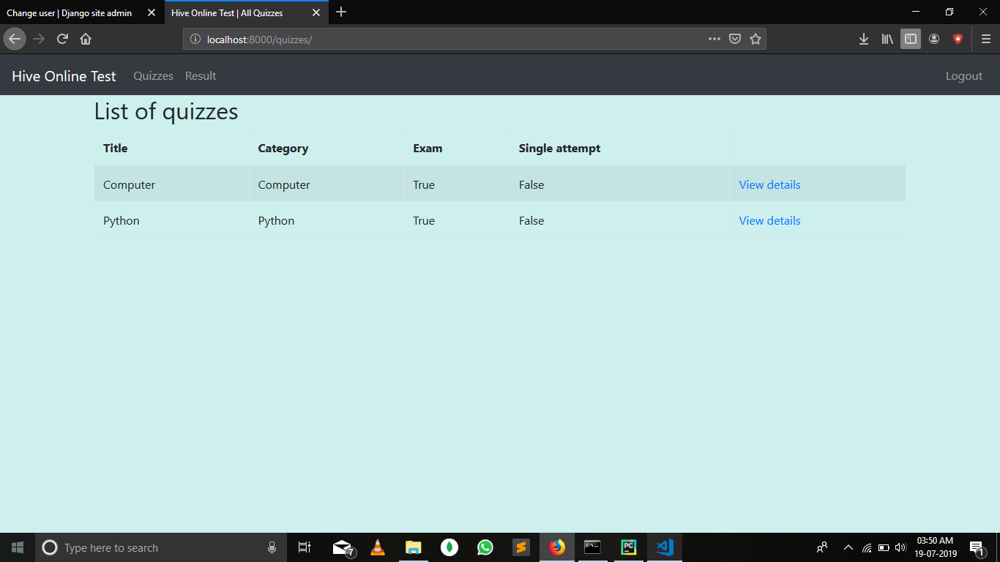 Change user | Django site admin
Hive Online Test | All Quizzes
localhost:8000/quizzes/
Hive Online Test Quizzes Result Logout
List of quizzes
Title Category Exam Single attempt
Computer Computer True False View details
Python Python True False View details
Type here to search
7
PC
03:50 AM
19-07-2019
1